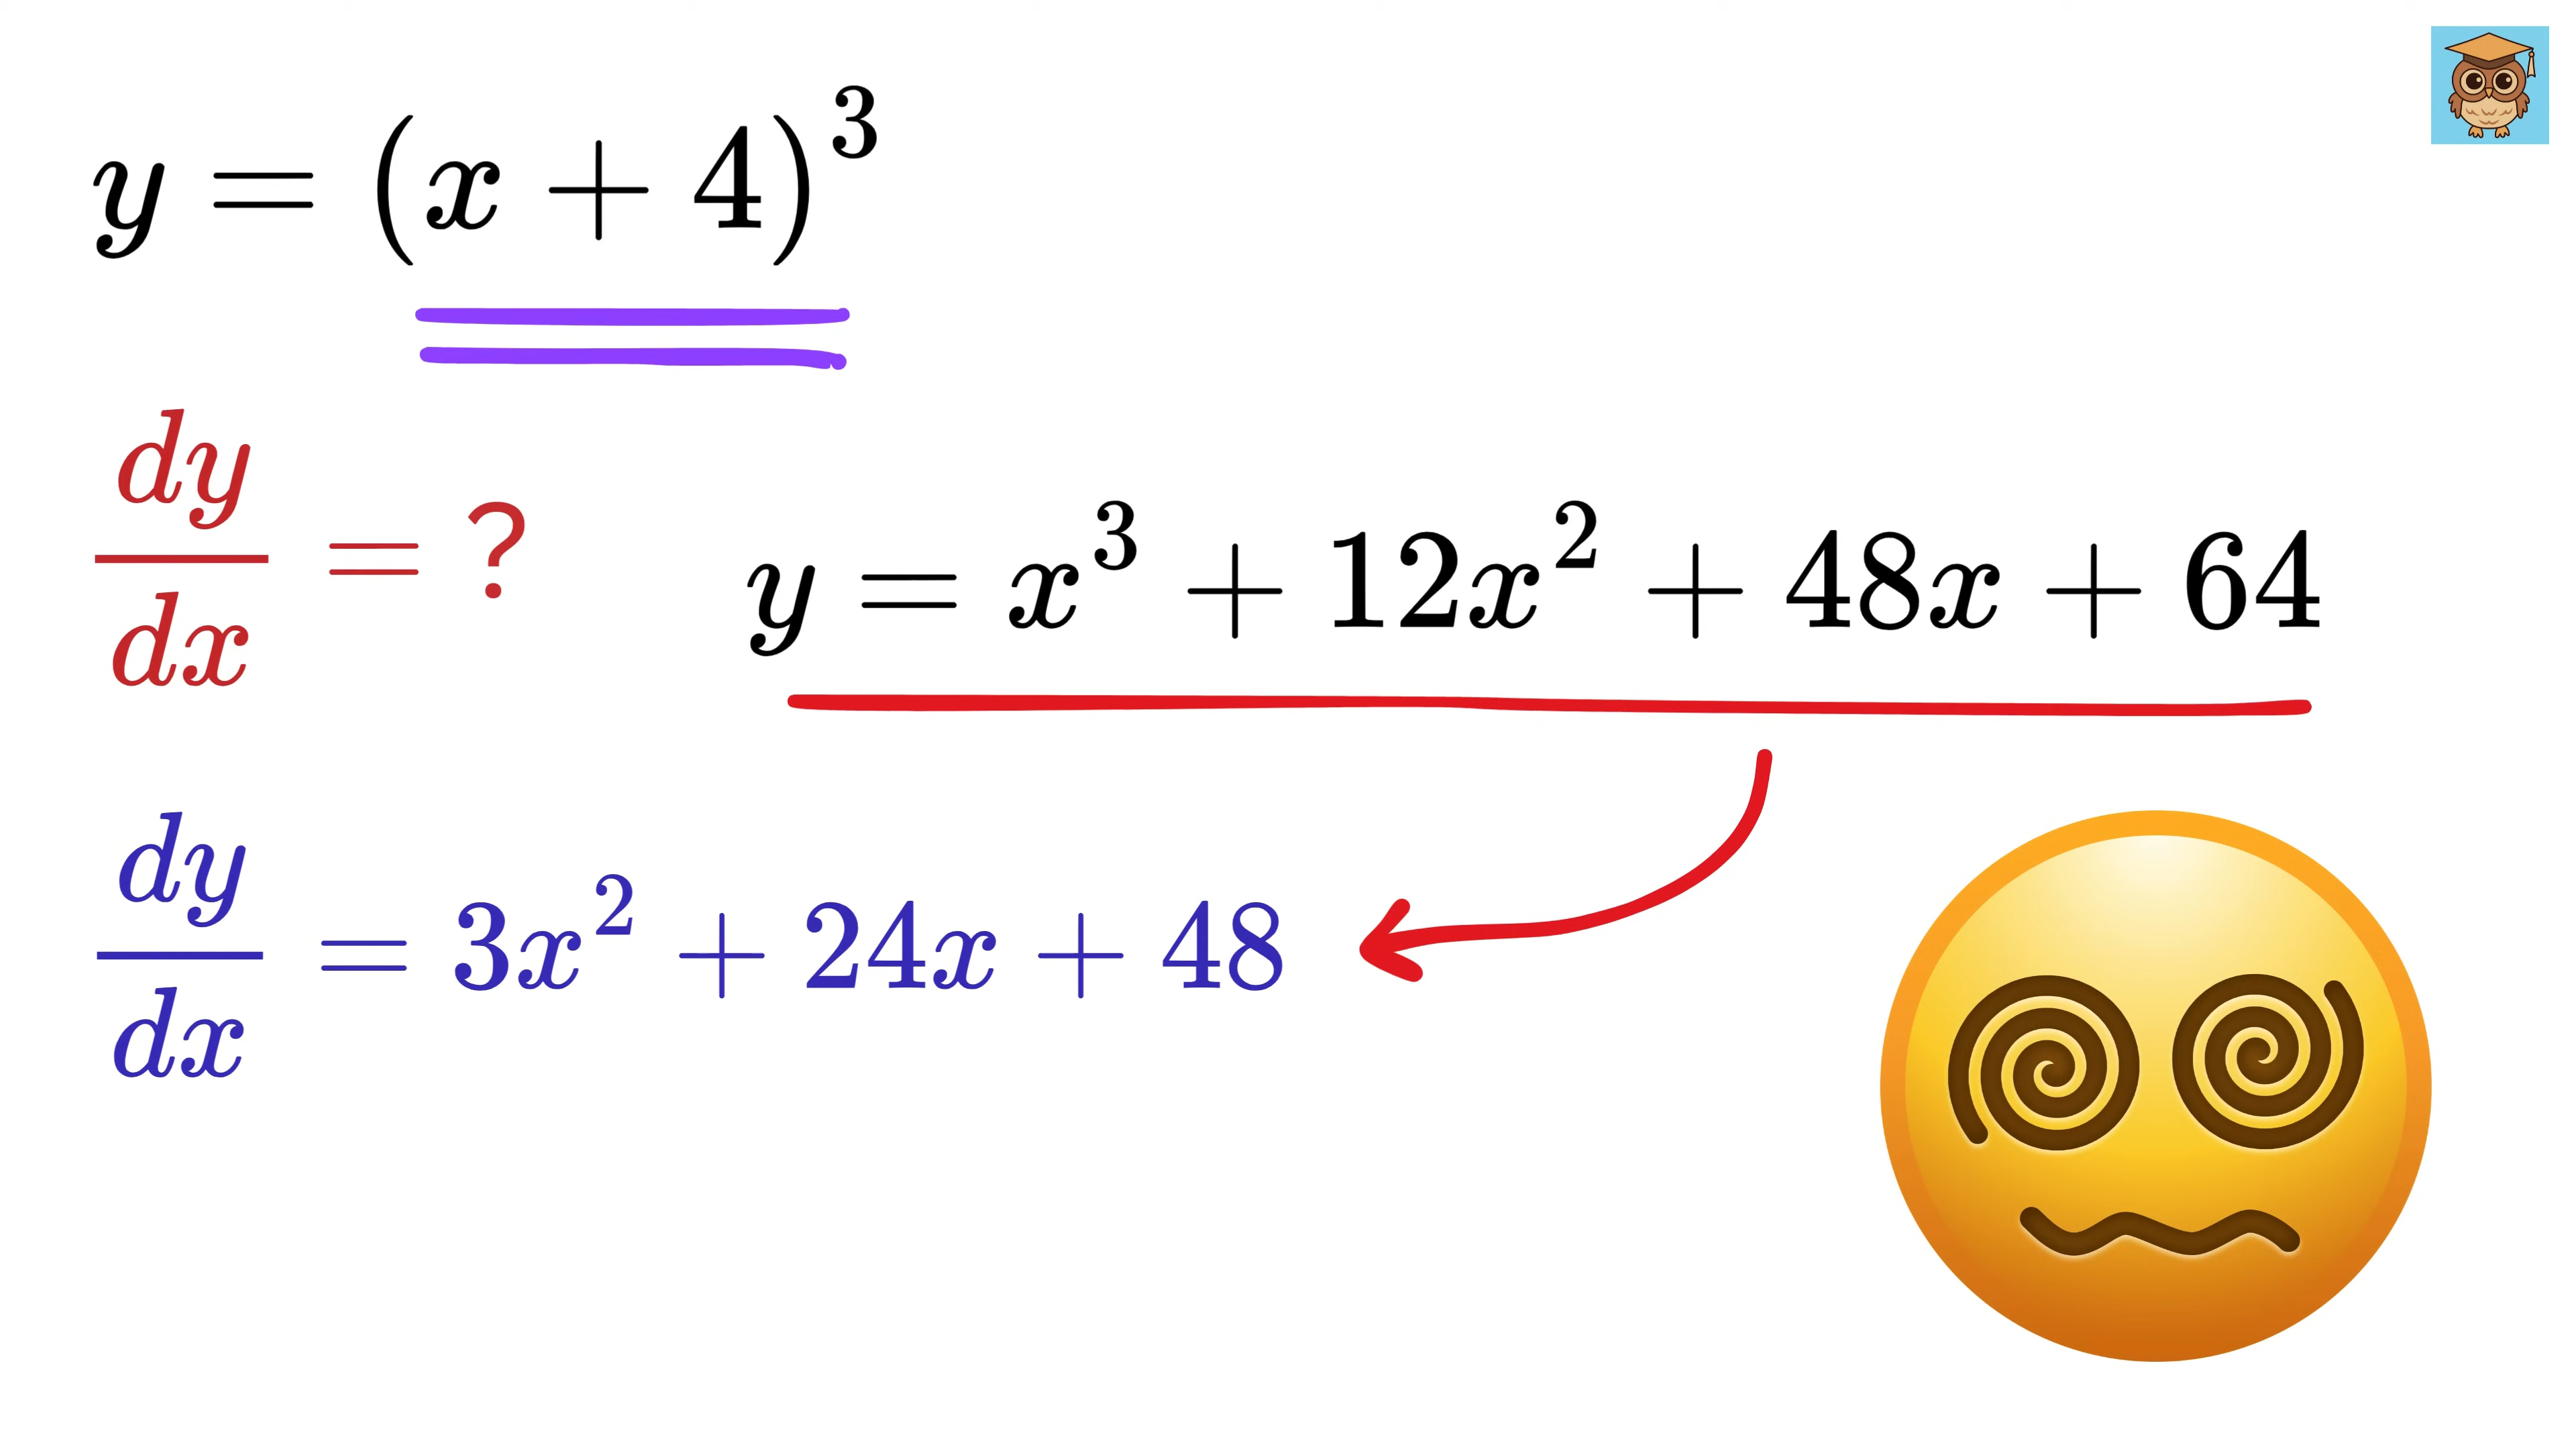 y = (x + 4)^3
dy/dx = ?
y = x^3 + 12x^2 + 48x + 64
dy/dx = 3x^2 + 24x + 48